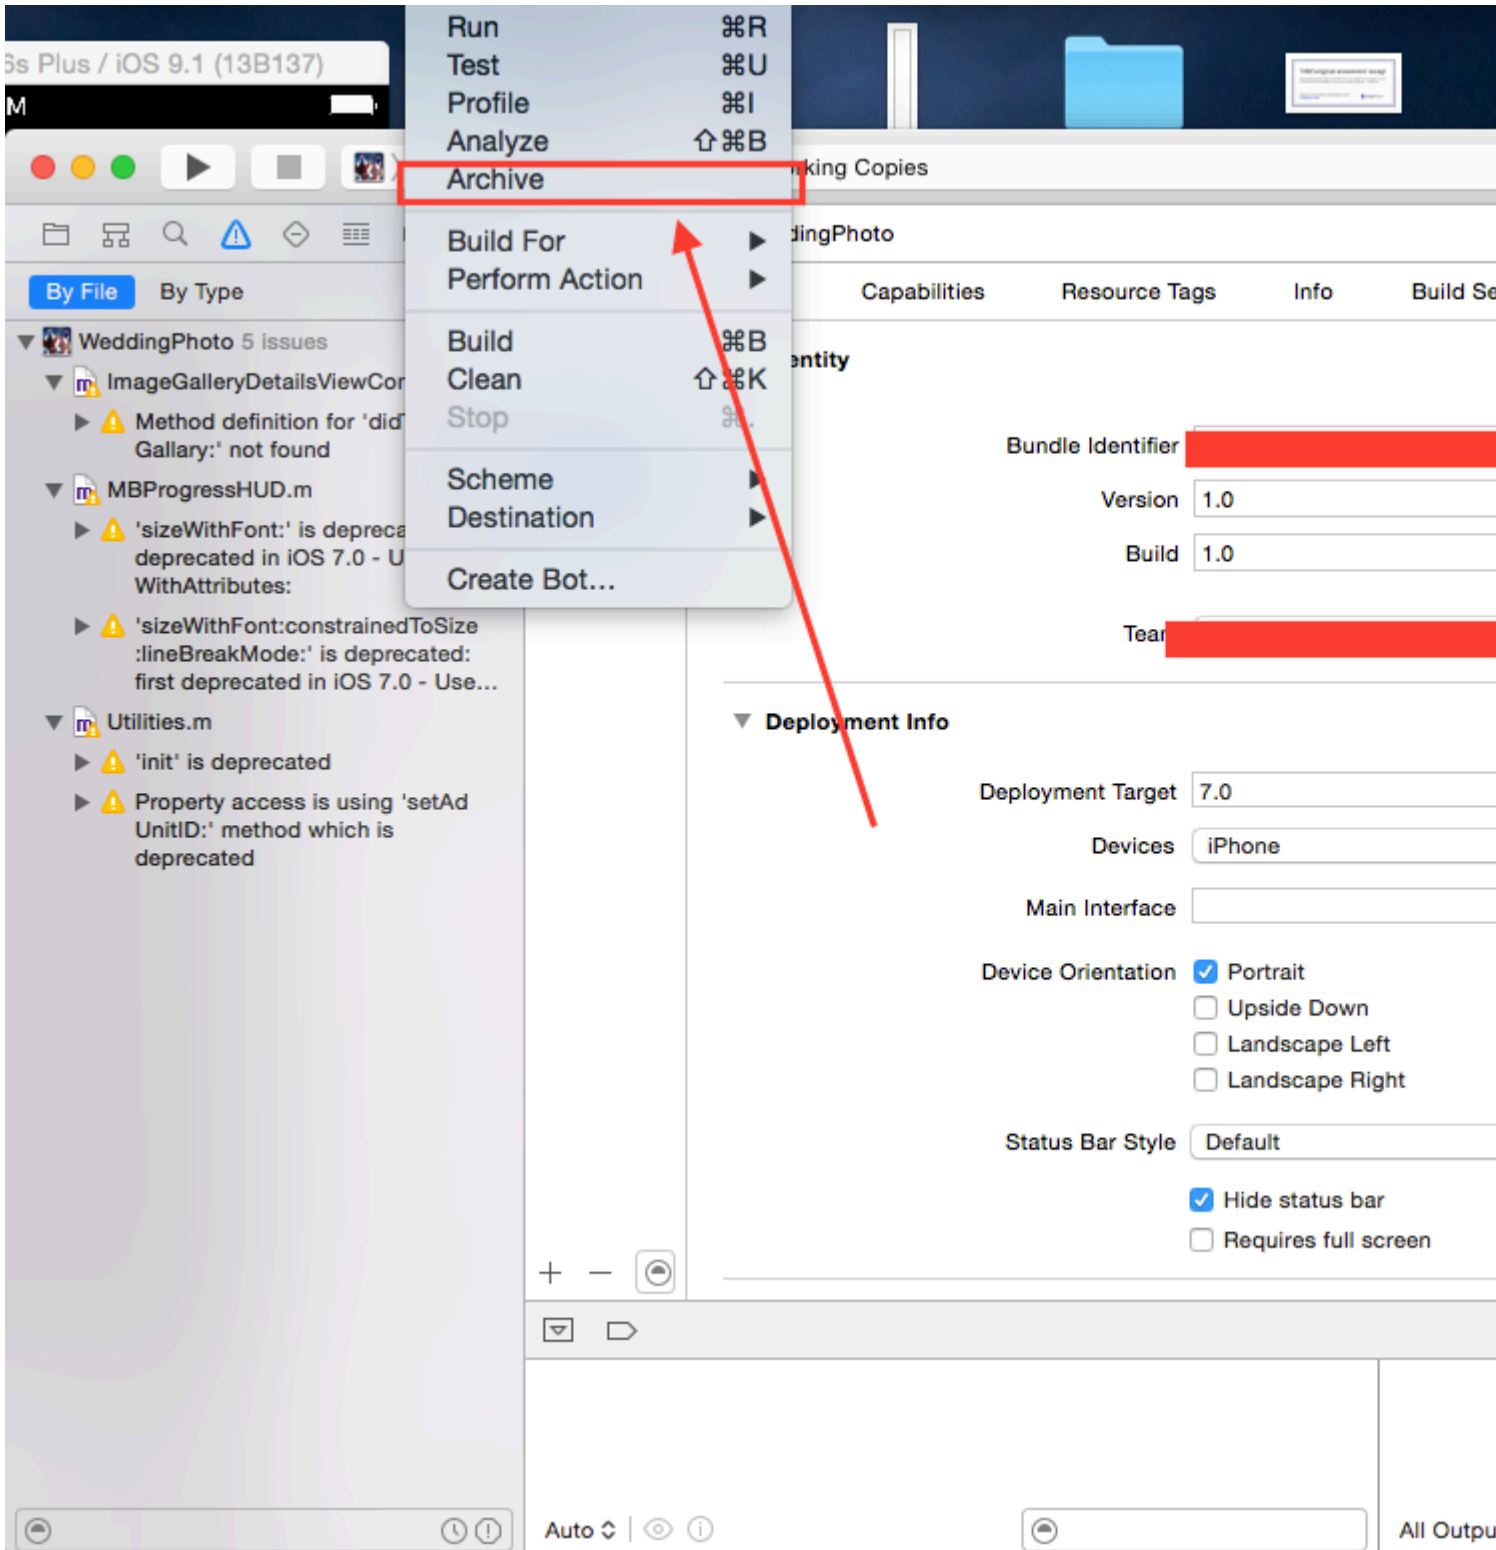 6s Plus / iOS 9.1 (13B137)
M
Run ⌘R
Test ⌘U
Profile ⌘I
Analyze ⇧⌘B
Archive
Build For
Perform Action
Build ⌘B
Clean ⇧⌘K
Stop ⌘.
Scheme
Destination
Create Bot...
rking Copies
dingPhoto
Capabilities Resource Tags Info Build Se
By File By Type
WeddingPhoto 5 issues
ImageGalleryDetailsViewCor
Method definition for 'did
Gallary:' not found
MBProgressHUD.m
'sizeWithFont:' is depreca
deprecated in iOS 7.0 - U
WithAttributes:
'sizeWithFont:constrainedToSize
:lineBreakMode:' is deprecated:
first deprecated in iOS 7.0 - Use...
Utilities.m
'init' is deprecated
Property access is using 'setAd
UnitID:' method which is
deprecated
entity
Bundle Identifier
Version 1.0
Build 1.0
Team
Deployment Info
Deployment Target 7.0
Devices iPhone
Main Interface
Device Orientation Portrait
Upside Down
Landscape Left
Landscape Right
Status Bar Style Default
Hide status bar
Requires full screen
Auto
All Outpu